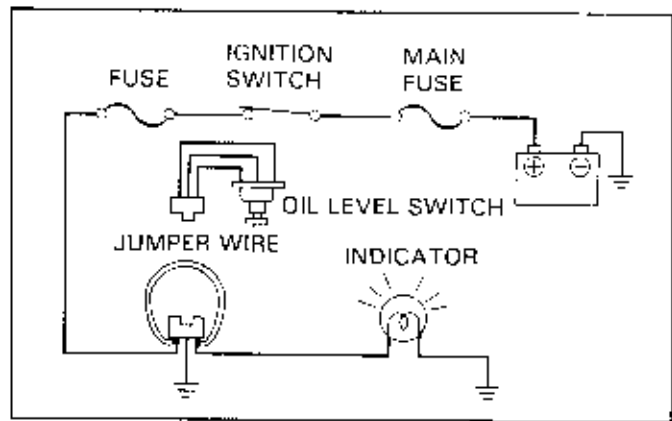 IGNITION
SWITCH
MAIN
FUSE
FUSE
+ −
OIL LEVEL SWITCH
JUMPER WIRE
INDICATOR